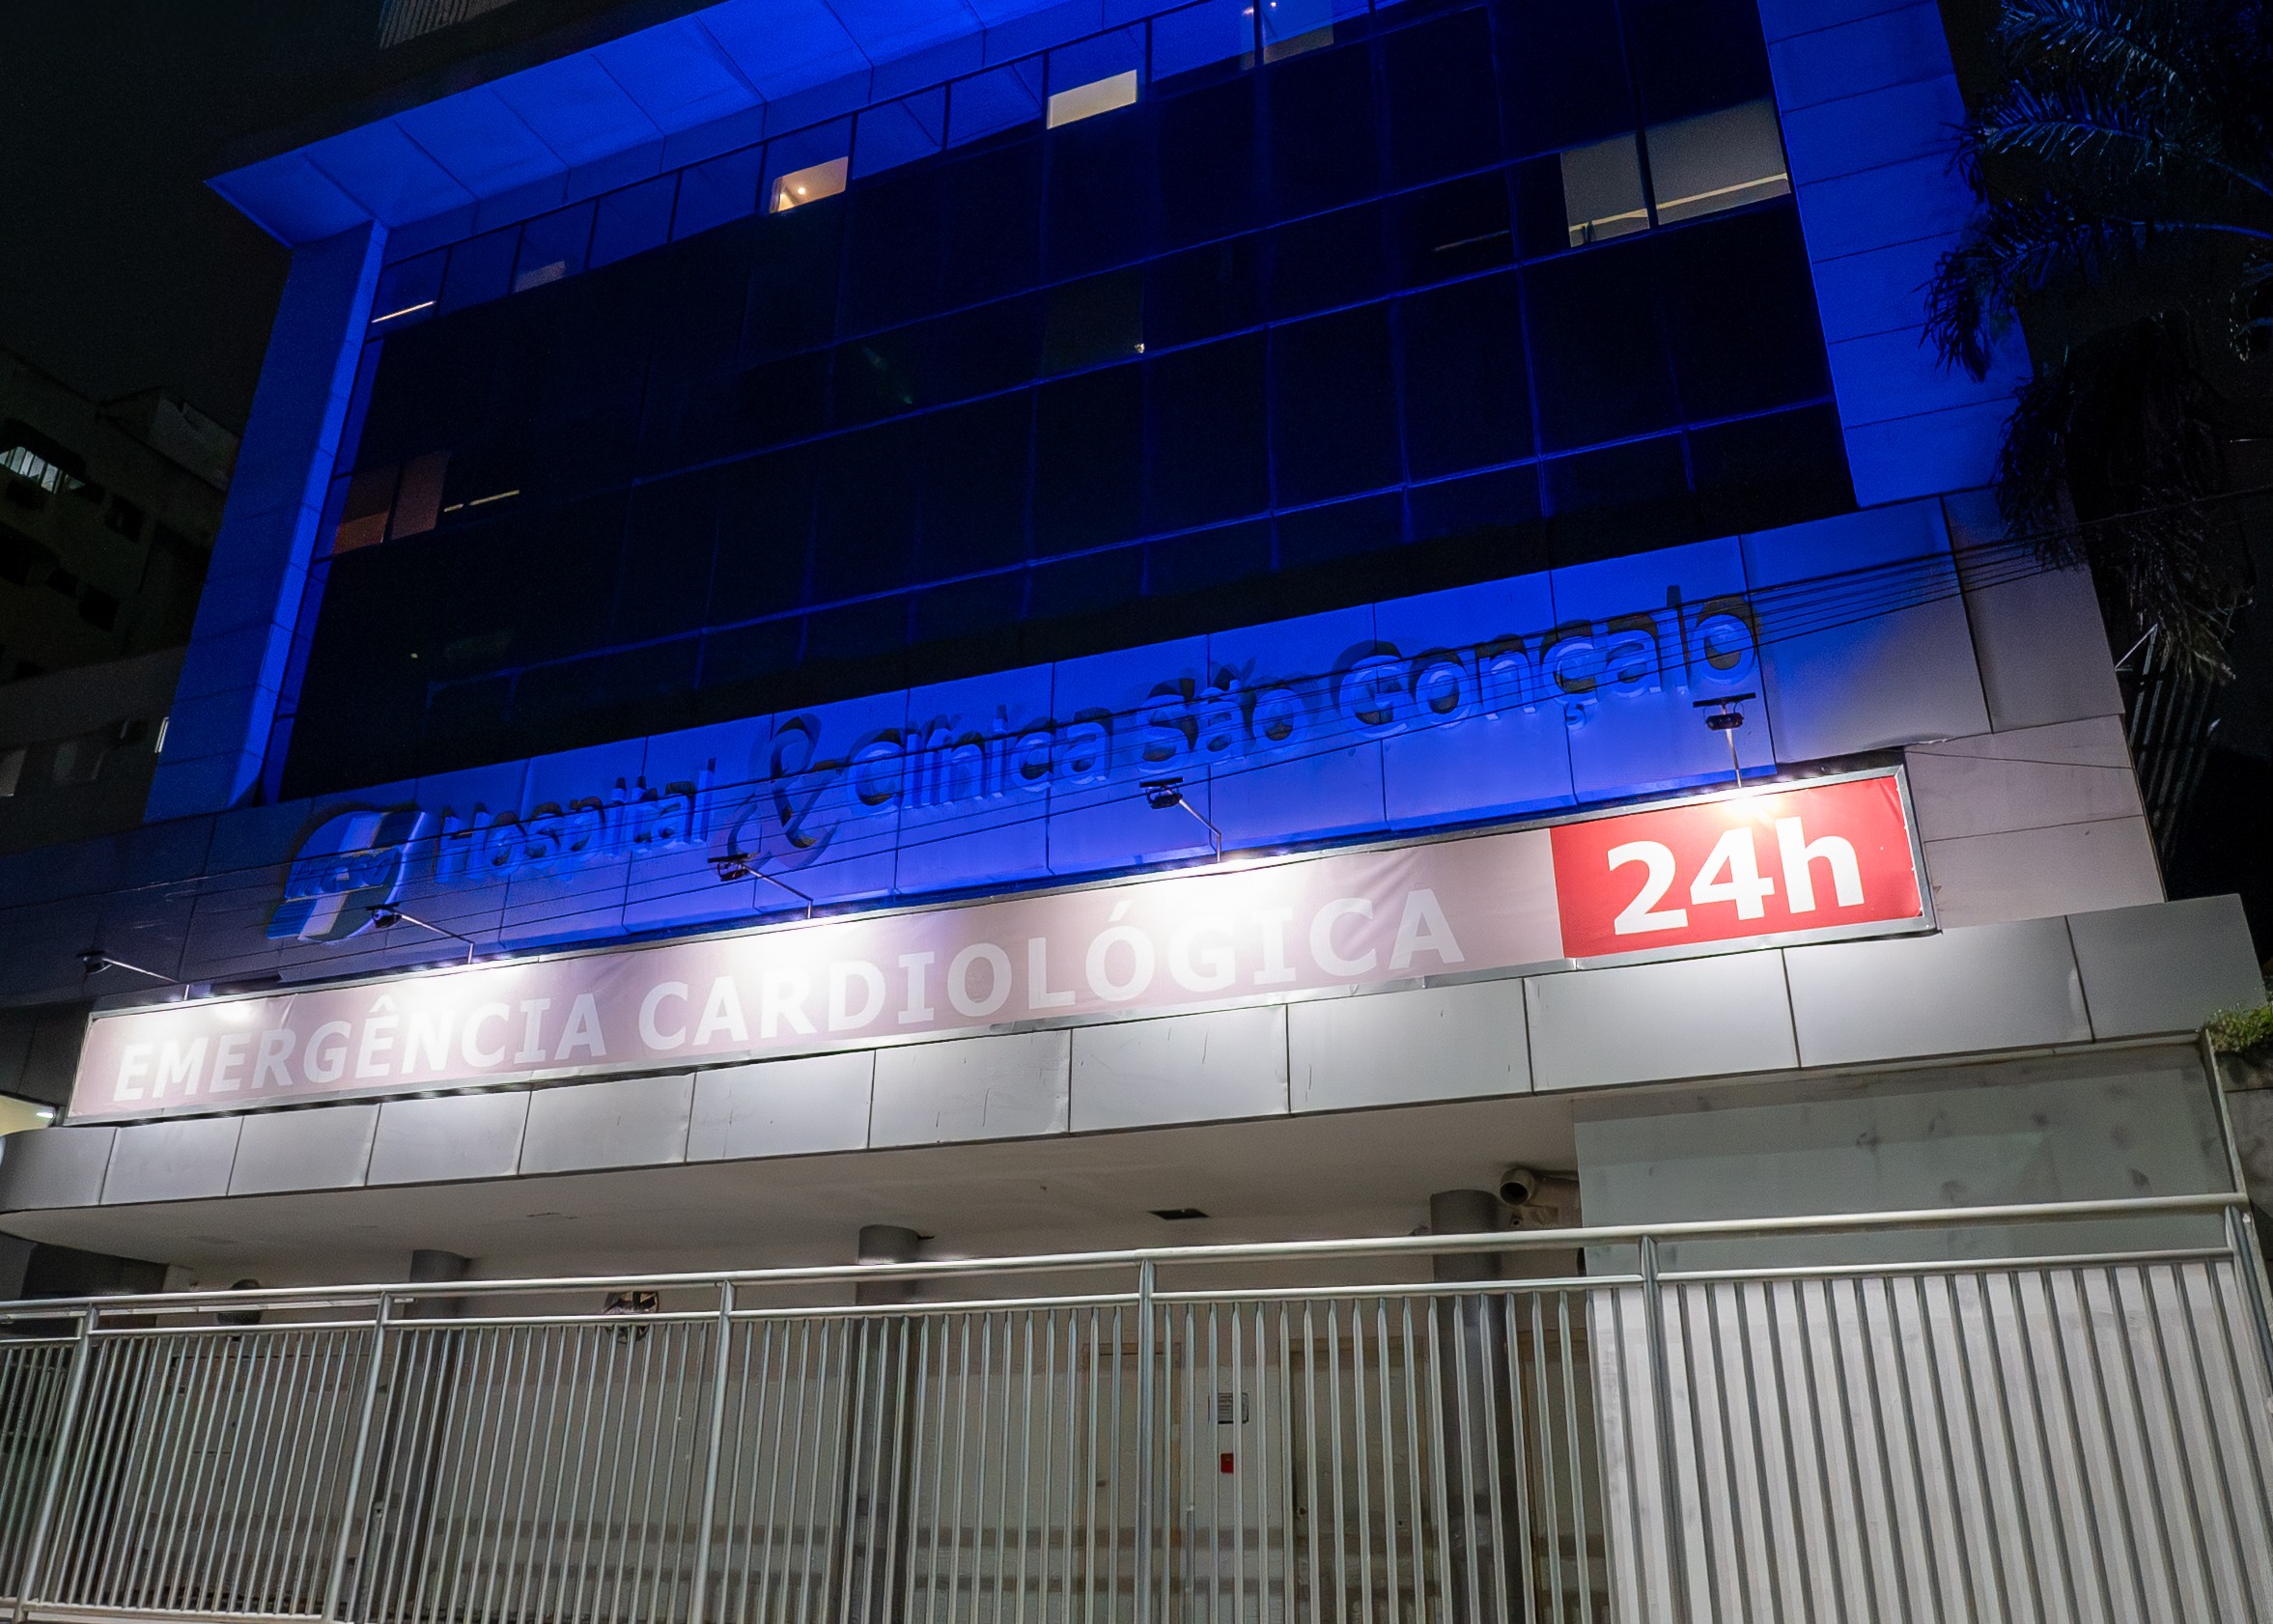 Hospital & Clínica São Gonçalo
EMERGÊNCIA CARDIOLÓGICA 24h